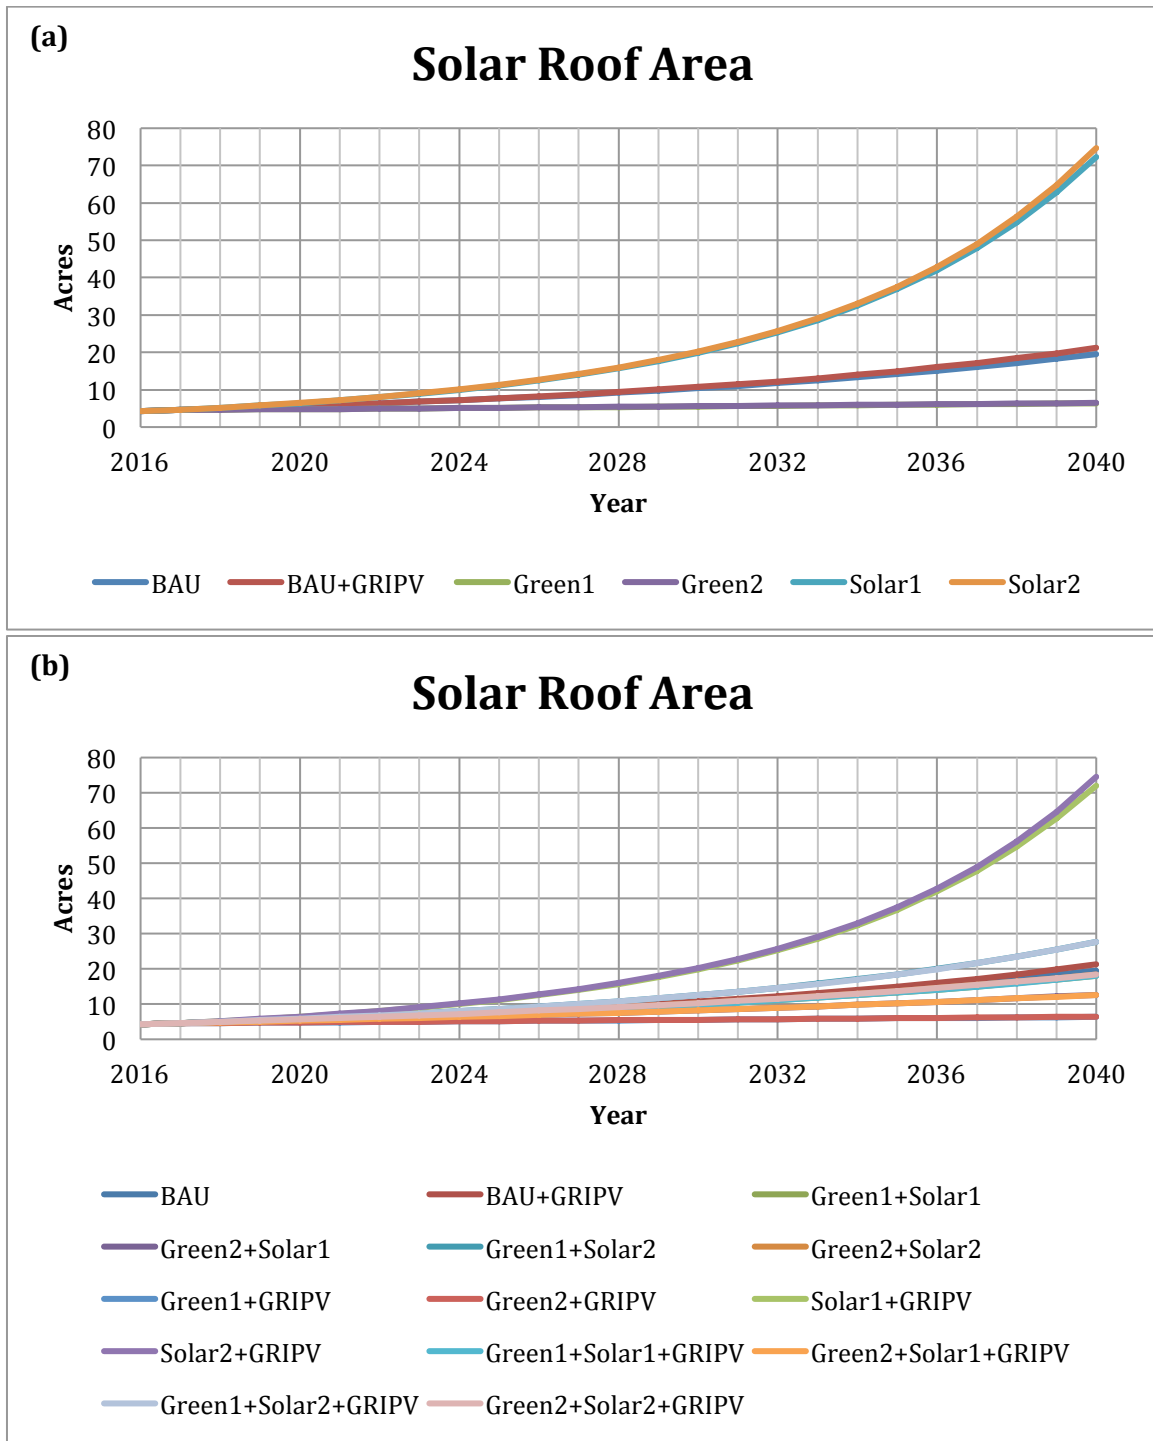 (a)
Solar Roof Area
80
70
60
50
40
30
20
10
0
Acres
2016 2020 2024 2028 2032 2036 2040
Year
BAU BAU+GRIPV Green1 Green2 Solar1 Solar2
(b)
Solar Roof Area
80
70
60
50
40
30
20
10
0
Acres
2016 2020 2024 2028 2032 2036 2040
Year
BAU BAU+GRIPV Green1+Solar1
Green2+Solar1 Green1+Solar2 Green2+Solar2
Green1+GRIPV Green2+GRIPV Solar1+GRIPV
Solar2+GRIPV Green1+Solar1+GRIPV Green2+Solar1+GRIPV
Green1+Solar2+GRIPV Green2+Solar2+GRIPV